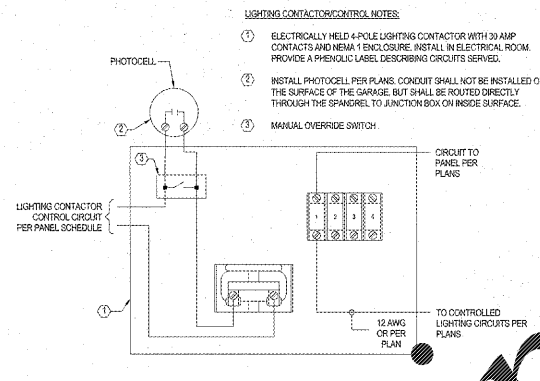 LIGHTING CONTACTOR/CONTROL NOTES:
1 ELECTRICALLY HELD 4-POLE LIGHTING CONTACTOR WITH 30 AMP
CONTACTS AND NEMA 1 ENCLOSURE. INSTALL IN ELECTRICAL ROOM.
PROVIDE A PHENOLIC LABEL DESCRIBING CIRCUITS SERVED.
2 INSTALL PHOTOCELL PER PLANS. CONDUIT SHALL NOT BE INSTALLED O
THE SURFACE OF THE GARAGE, BUT SHALL BE ROUTED DIRECTLY
THROUGH THE SPANDREL TO JUNCTION BOX ON INSIDE SURFACE.
3 MANUAL OVERRIDE SWITCH.
PHOTOCELL
2
3
CIRCUIT TO
PANEL PER
PLANS
LIGHTING CONTACTOR
CONTROL CIRCUIT
PER PANEL SCHEDULE
1 2 3 4
1
12 AWG
OR PER
PLAN
TO CONTROLLED
LIGHTING CIRCUITS PER
PLANS